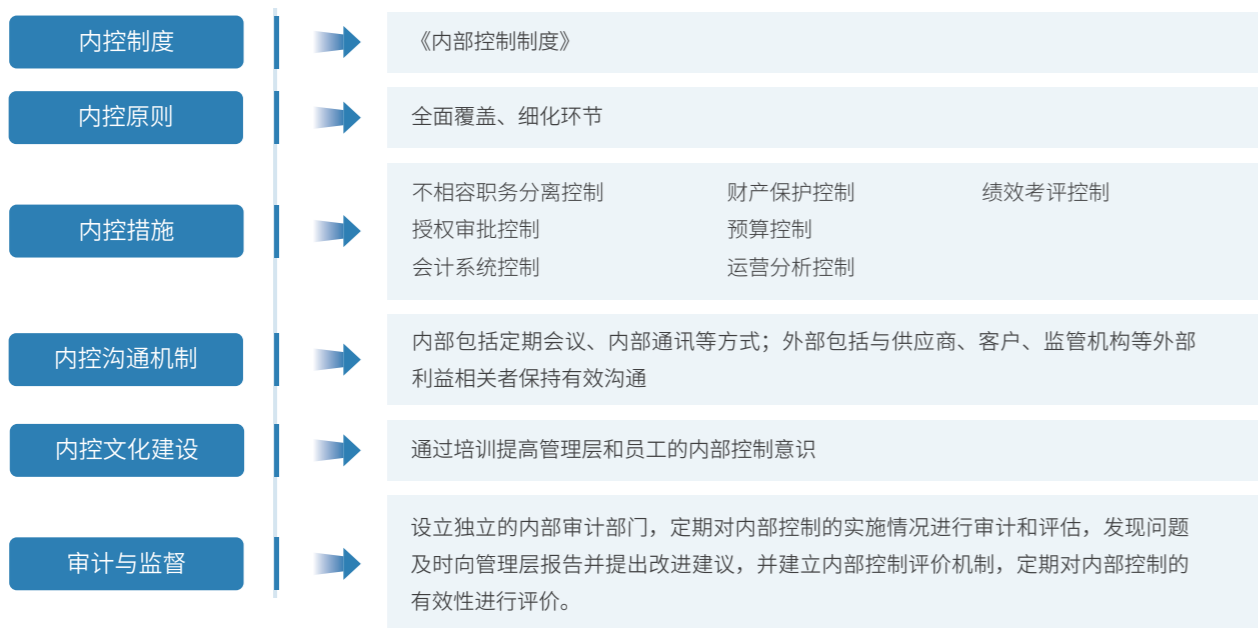 内控制度
《内部控制制度》
内控原则
全面覆盖、细化环节
内控措施
不相容职务分离控制 财产保护控制 绩效考评控制
授权审批控制 预算控制
会计系统控制 运营分析控制
内控沟通机制
内部包括定期会议、内部通讯等方式；外部包括与供应商、客户、监管机构等外部
利益相关者保持有效沟通
内控文化建设
通过培训提高管理层和员工的内部控制意识
审计与监督
设立独立的内部审计部门，定期对内部控制的实施情况进行审计和评估，发现问题
及时向管理层报告并提出改进建议，并建立内部控制评价机制，定期对内部控制的
有效性进行评价。